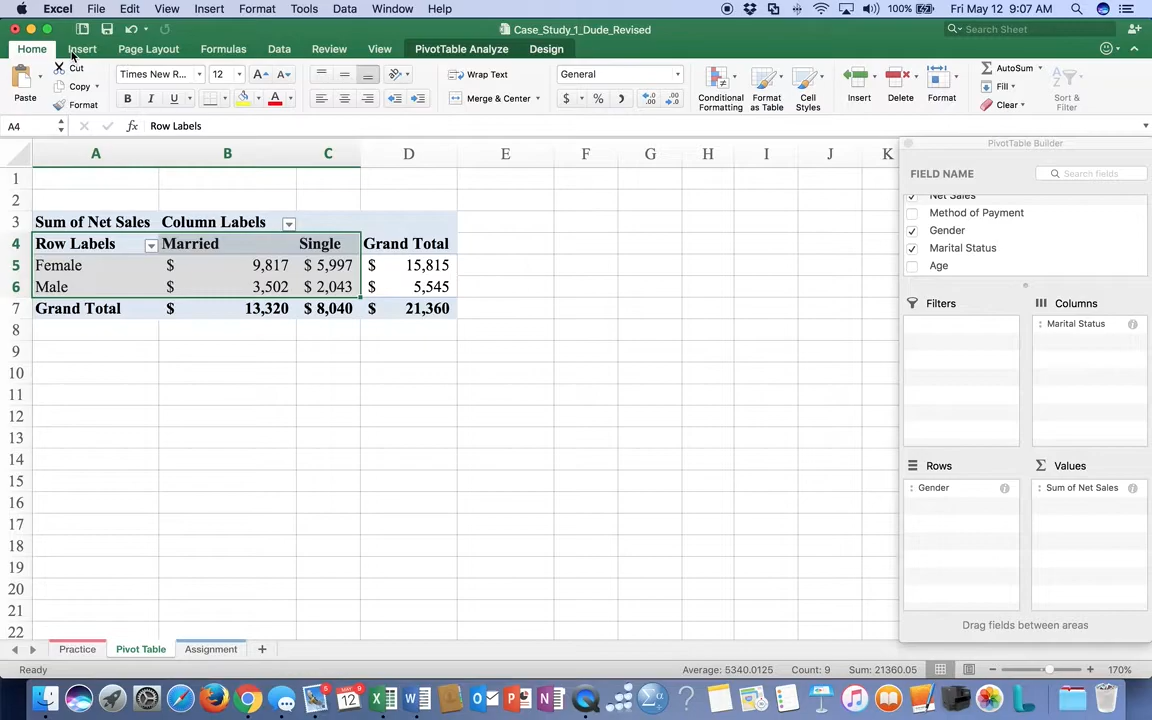 Excel File Edit View Insert Format Tools Data Window Help 100% Fri May 12 9:07 AM
Case_Study_1_Dude_Revised
Search Sheet
Home Insert Page Layout Formulas Data Review View PivotTable Analyze Design
Paste Cut Copy Format
Times New R... 12
Wrap Text
Merge & Center
General
Conditional Formatting
Format as Table
Cell Styles
Insert Delete Format
AutoSum
Fill
Clear
Sort & Filter
A4 fx Row Labels
A B C D E F G H I J K
1
2
3 Sum of Net Sales Column Labels
4 Row Labels Married Single Grand Total
5 Female $ 9,817 $ 5,997 $ 15,815
6 Male $ 3,502 $ 2,043 $ 5,545
7 Grand Total $ 13,320 $ 8,040 $ 21,360
8
9
10
11
12
13
14
15
16
17
18
19
20
21
22
PivotTable Builder
FIELD NAME Search fields
Net Sales
Method of Payment
Gender
Marital Status
Age
Filters Columns
Marital Status
Rows Values
Gender Sum of Net Sales
Drag fields between areas
Practice Pivot Table Assignment +
Ready Average: 5340.0125 Count: 9 Sum: 21360.05 170%